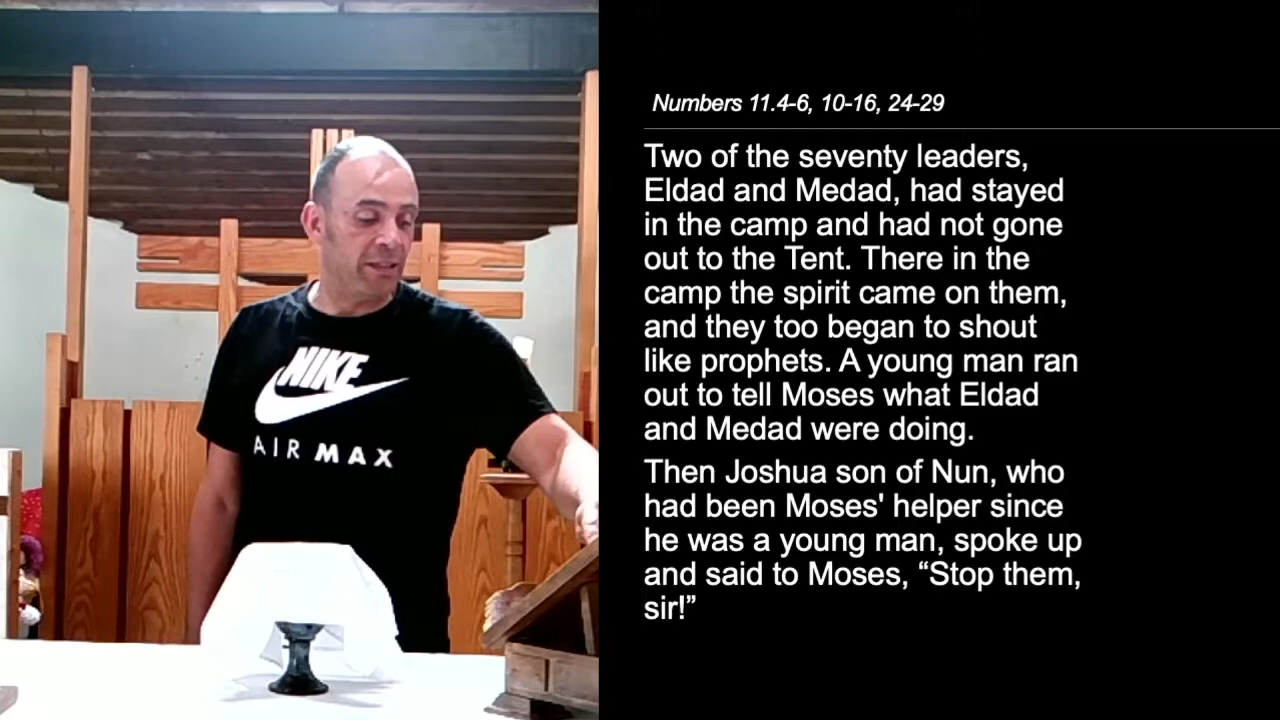 NIKE
AIR MAX
Numbers 11.4-6, 10-16, 24-29
Two of the seventy leaders,
Eldad and Medad, had stayed
in the camp and had not gone
out to the Tent. There in the
camp the spirit came on them,
and they too began to shout
like prophets. A young man ran
out to tell Moses what Eldad
and Medad were doing.
Then Joshua son of Nun, who
had been Moses' helper since
he was a young man, spoke up
and said to Moses, “Stop them,
sir!”